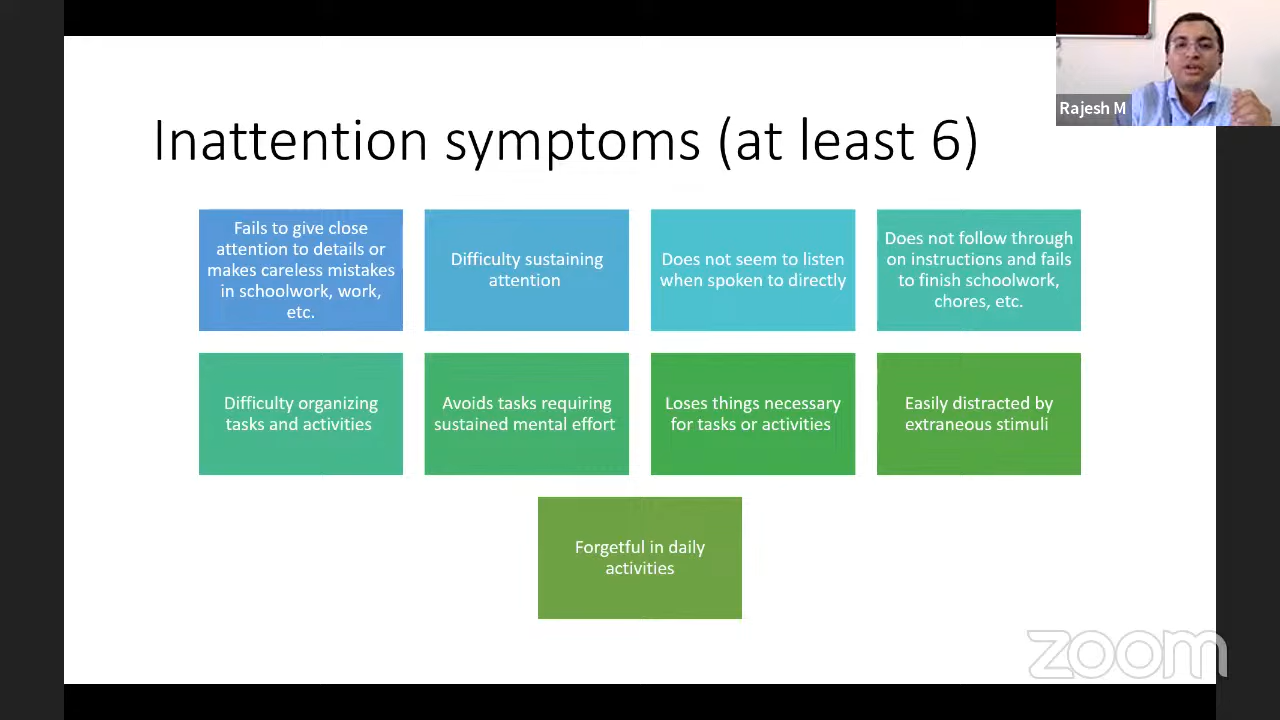 Rajesh M
Inattention symptoms (at least 6)
Fails to give close
attention to details or
makes careless mistakes
in schoolwork, work,
etc.
Difficulty sustaining
attention
Does not seem to listen
when spoken to directly
Does not follow through
on instructions and fails
to finish schoolwork,
chores, etc.
Difficulty organizing
tasks and activities
Avoids tasks requiring
sustained mental effort
Loses things necessary
for tasks or activities
Easily distracted by
extraneous stimuli
Forgetful in daily
activities
zoom